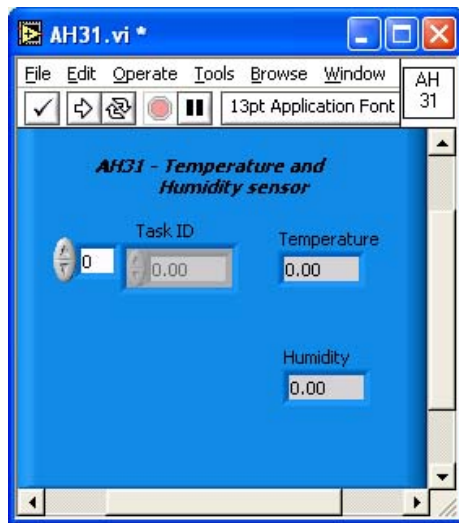 AH31.vi *
File Edit Operate Tools Browse Window
AH
31
13pt Application Font
AH31 - Temperature and
Humidity sensor
Task ID
0
0.00
Temperature
0.00
Humidity
0.00